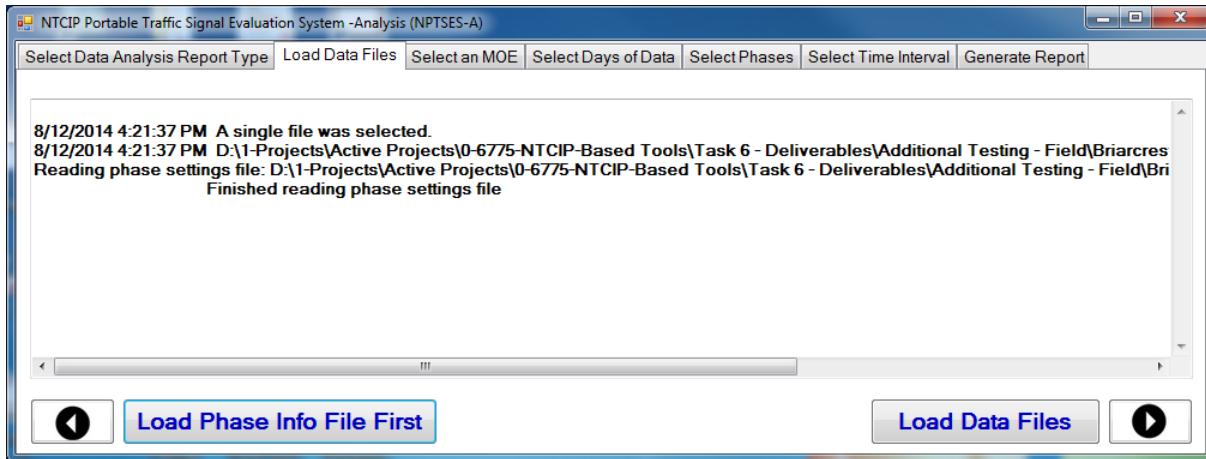 NTCIP Portable Traffic Signal Evaluation System -Analysis (NPTSES-A)
Select Data Analysis Report Type Load Data Files Select an MOE Select Days of Data Select Phases Select Time Interval Generate Report
8/12/2014 4:21:37 PM A single file was selected.
8/12/2014 4:21:37 PM D:\1-Projects\Active Projects\0-6775-NTCIP-Based Tools\Task 6 - Deliverables\Additional Testing - Field\Briarcres
Reading phase settings file: D:\1-Projects\Active Projects\0-6775-NTCIP-Based Tools\Task 6 - Deliverables\Additional Testing - Field\Bri
Finished reading phase settings file
Load Phase Info File First Load Data Files